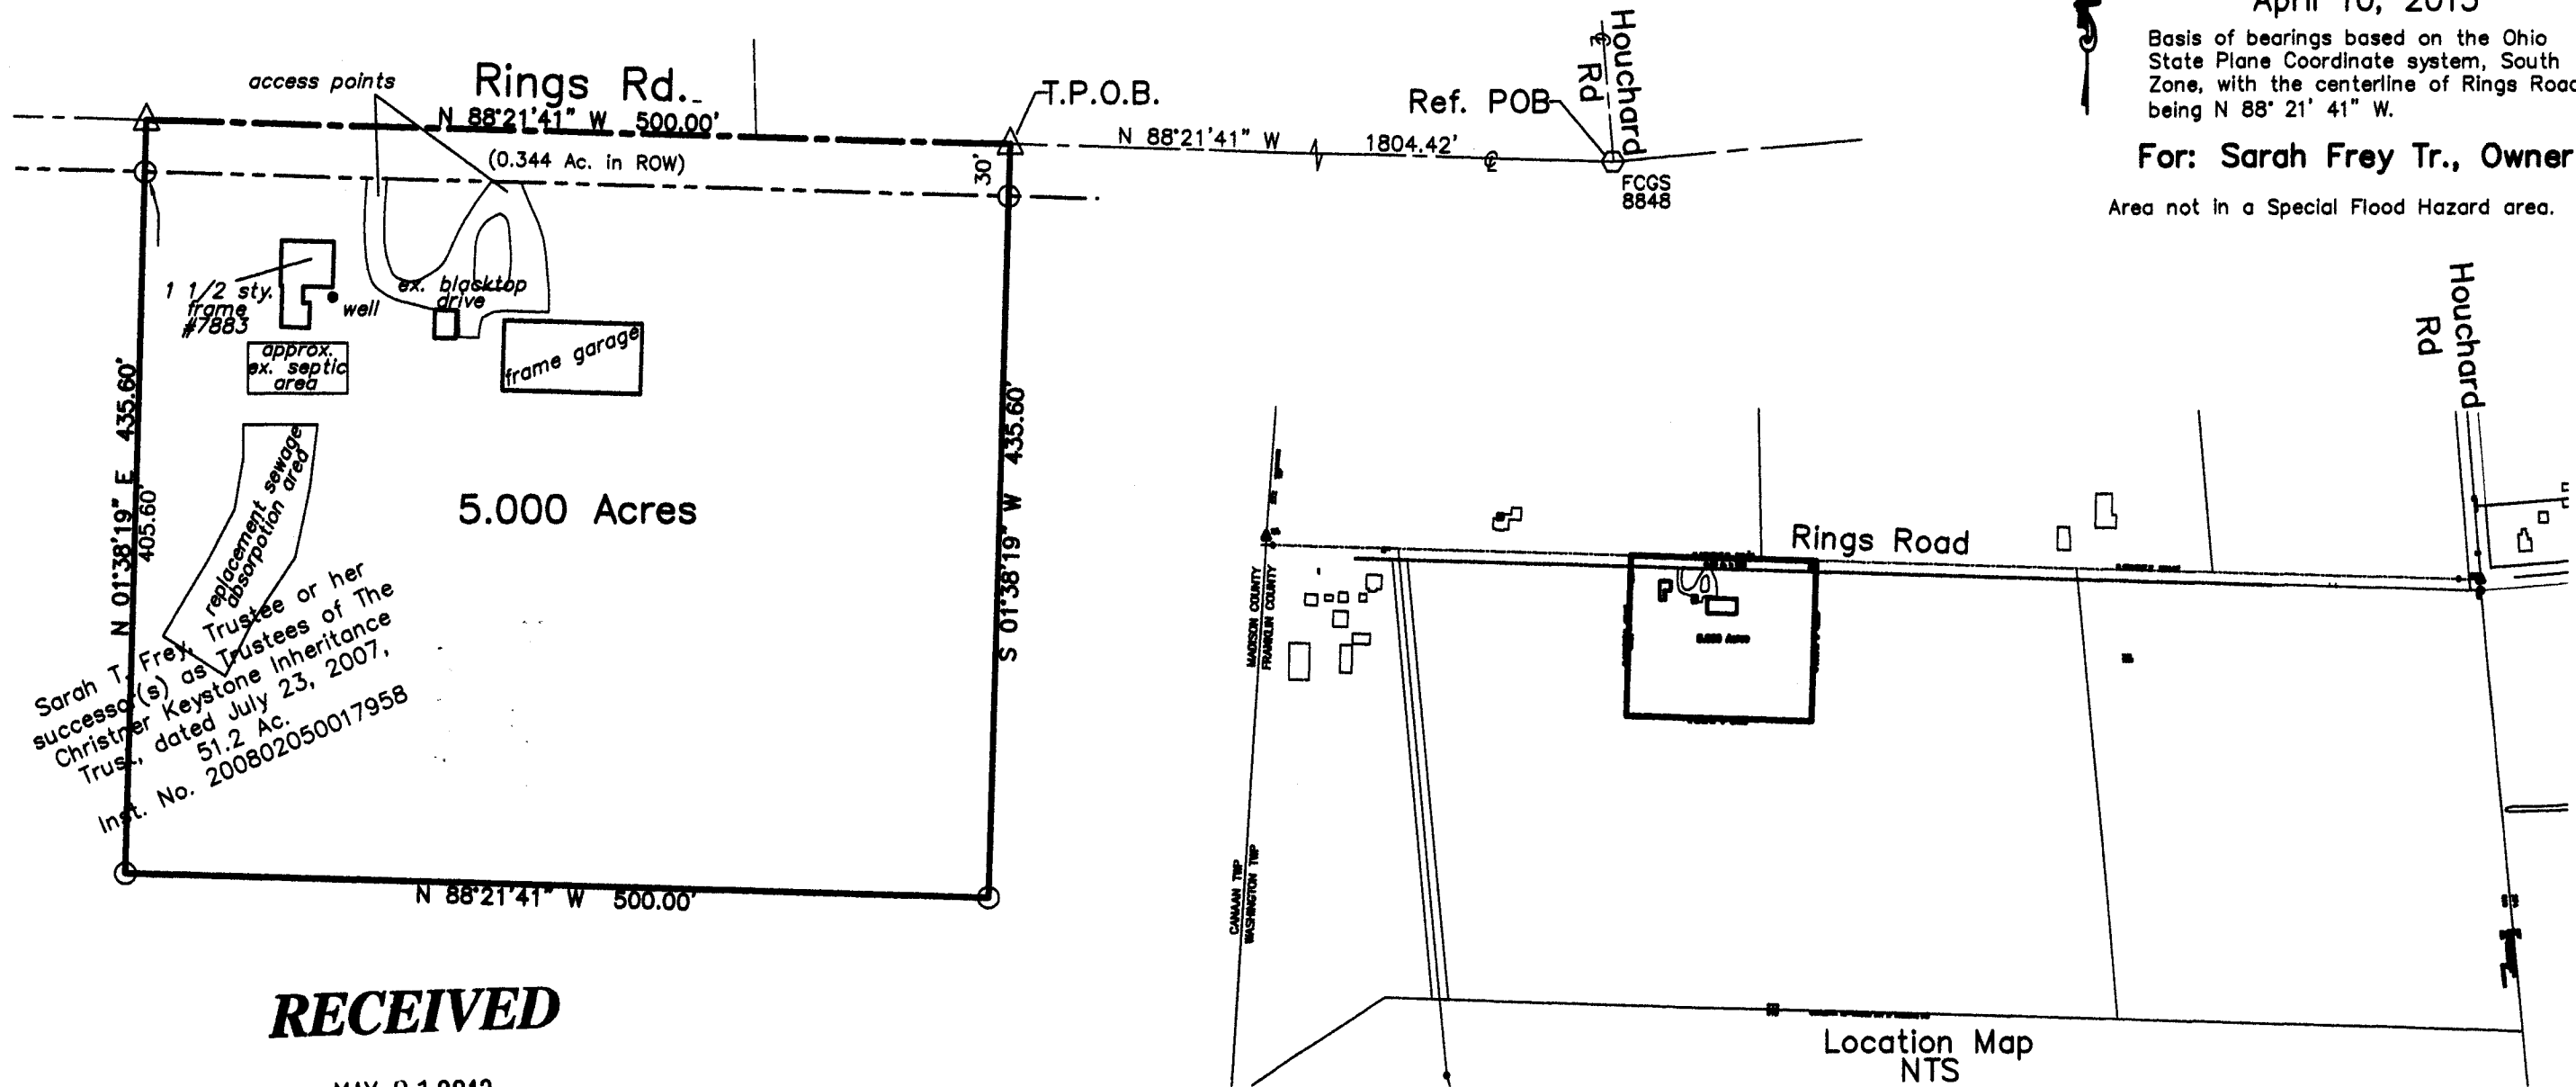 April 10, 2013
Basis of bearings based on the Ohio
State Plane Coordinate system, South
Zone, with the centerline of Rings Road
being N 88° 21' 41" W.
For: Sarah Frey Tr., Owner
Area not in a Special Flood Hazard area.
access points
Rings Rd.
N 88°21'41" W 500.00'
(0.344 Ac. in ROW)
T.P.O.B.
30'
N 88°21'41" W 1804.42'
Ref. POB
Houchard
Rd
FCGS
8848
1 1/2 sty.
frame
#7883
well
ex. blacktop
drive
frame garage
approx.
ex. septic
area
replacement sewage
absorpotion area
N 01°38'19" E 435.60'
405.60'
5.000 Acres
S 01°38'19" W 435.60'
Sarah T. Frey, Trustee or her
successor(s) as Trustees of The
Christner Keystone Inheritance
Trust, dated July 23, 2007,
51.2 Ac.
Inst. No. 200802050017958
N 88°21'41" W 500.00'
RECEIVED
Houchard
Rd
Rings Road
MADISON COUNTY
FRANKLIN COUNTY
5.000 Acres
CANAAN TWP
WASHINGTON TWP
Location Map
NTS